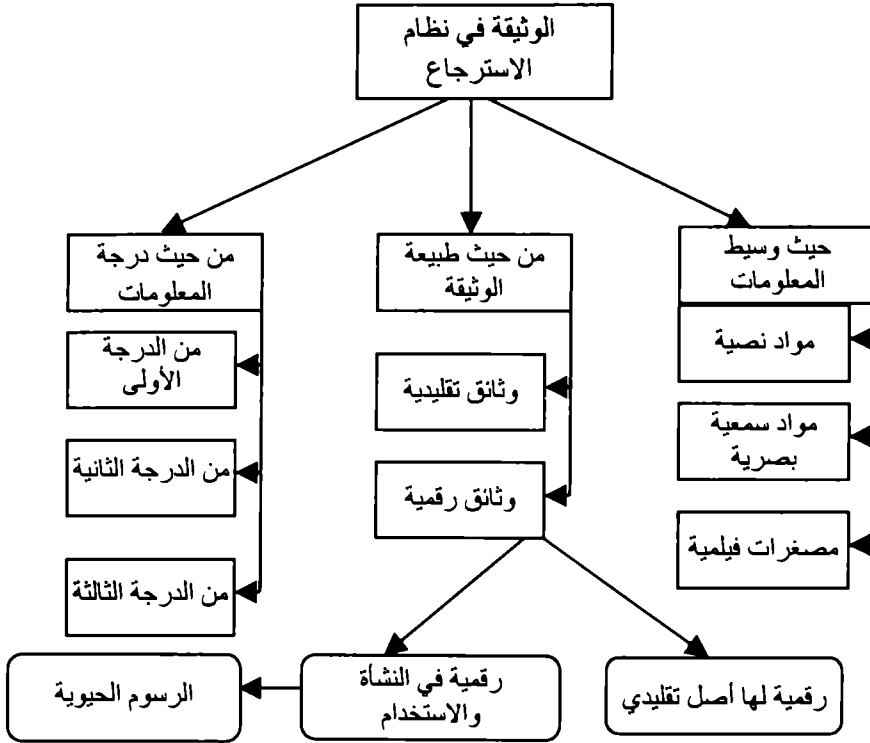 الوثيقة في نظام
الاسترجاع
حيث وسيط
المعلومات
مواد نصية
مواد سمعية
بصرية
مصغرات فيلمية
من حيث طبيعة
الوثيقة
وثائق تقليدية
وثائق رقمية
رقمية لها أصل تقليدي
رقمية في النشأة
والاستخدام
الرسوم الحيوية
من حيث درجة
المعلومات
من الدرجة
الأولى
من الدرجة الثانية
من الدرجة الثالثة